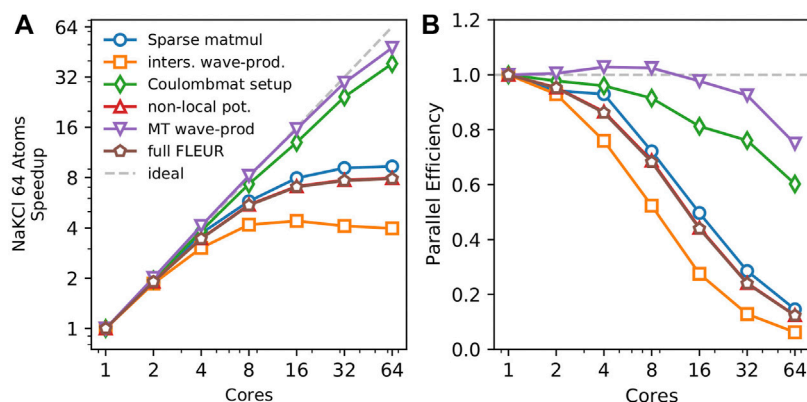 A
NaKCl 64 Atoms
Speedup
64
32
16
8
4
2
1
Sparse matmul
inters. wave-prod.
Coulombmat setup
non-local pot.
MT wave-prod
full FLEUR
ideal
1 2 4 8 16 32 64
Cores
B
Parallel Efficiency
1.2
1.0
0.8
0.6
0.4
0.2
0.0
1 2 4 8 16 32 64
Cores